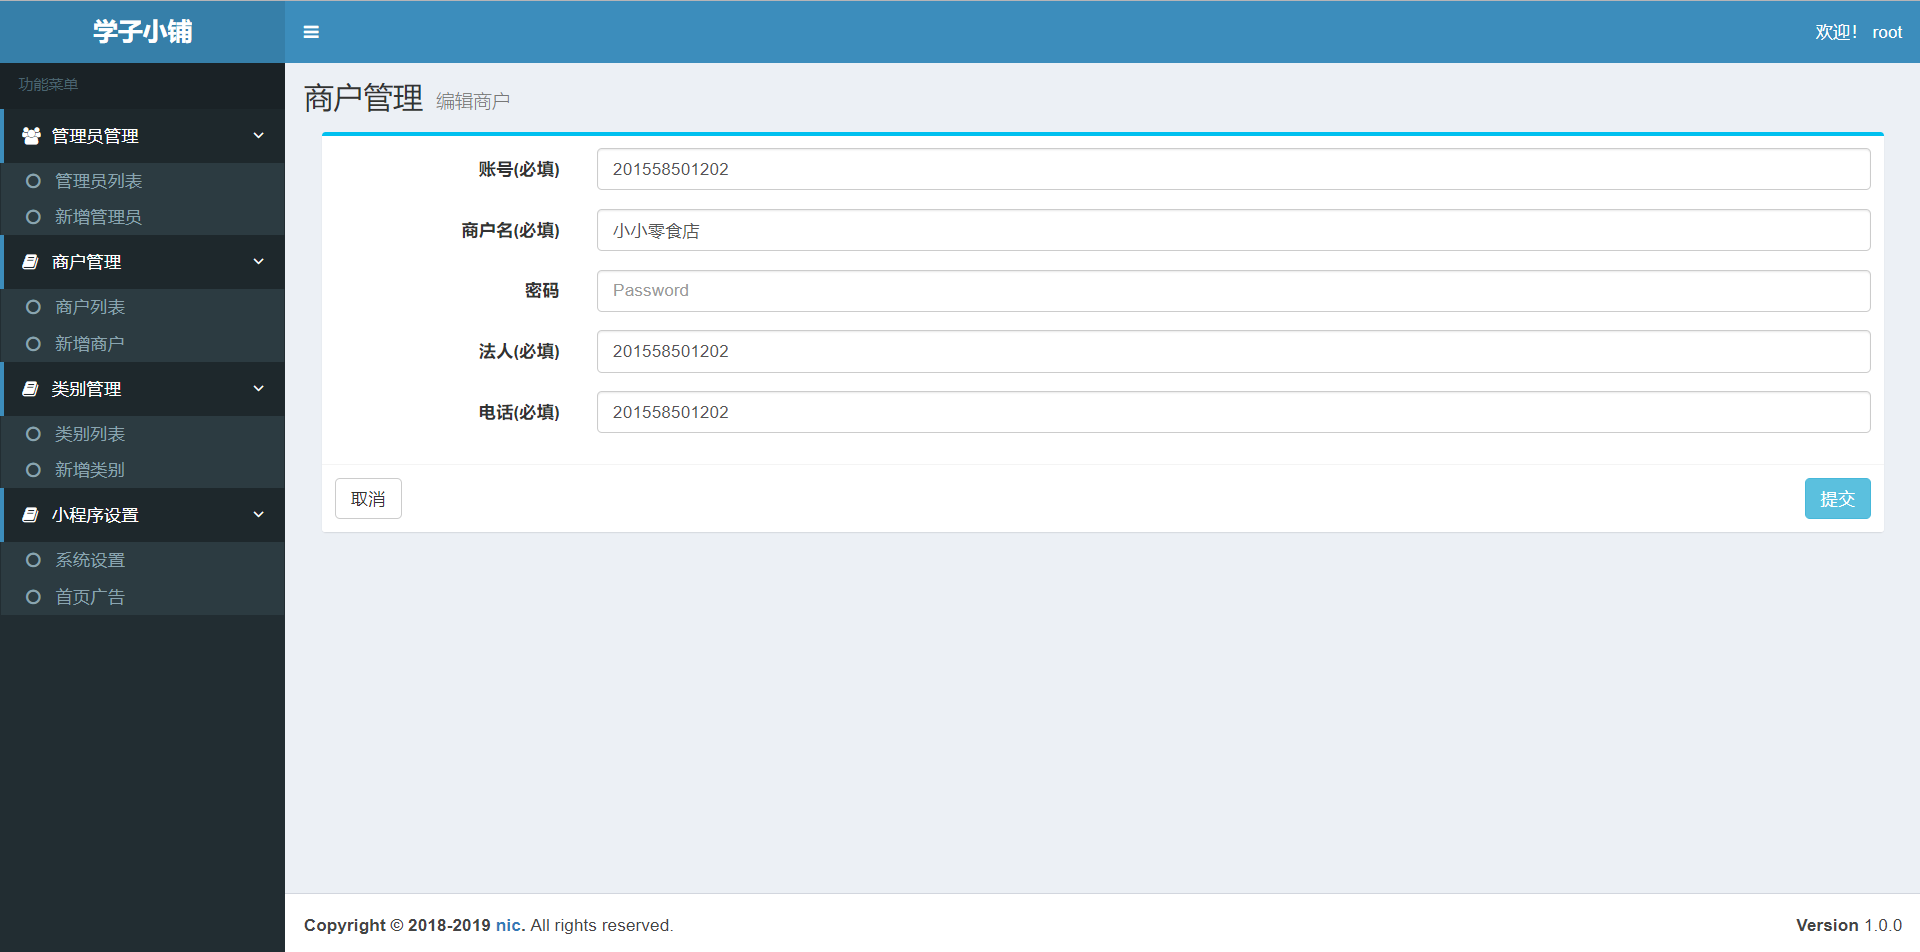 学子小铺
欢迎! root
功能菜单
管理员管理
管理员列表
新增管理员
商户管理
商户列表
新增商户
类别管理
类别列表
新增类别
小程序设置
系统设置
首页广告
商户管理 编辑商户
账号(必填) 201558501202
商户名(必填) 小小零食店
密码 Password
法人(必填) 201558501202
电话(必填) 201558501202
取消 提交
Copyright © 2018-2019 nic. All rights reserved. Version 1.0.0